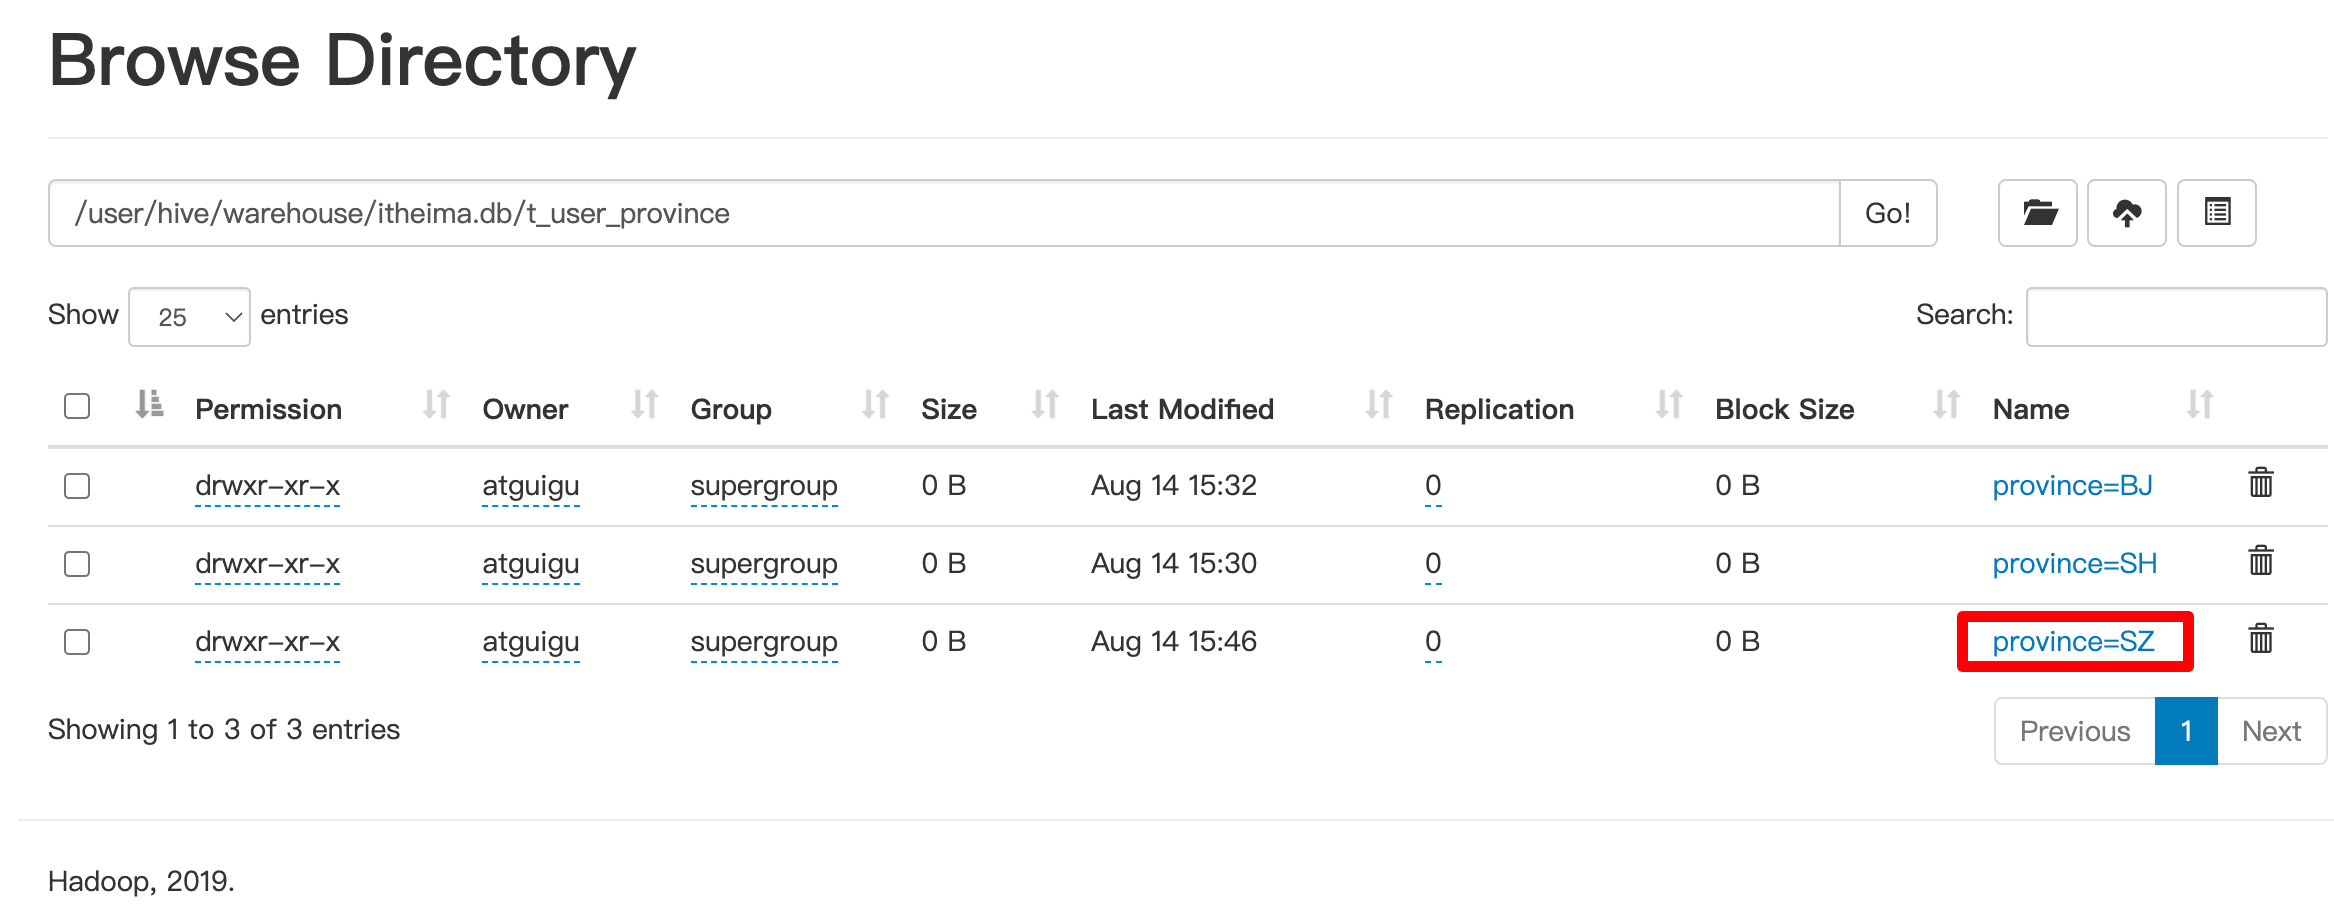 Browse Directory
/user/hive/warehouse/itheima.db/t_user_province Go!
Show 25 entries Search:
Permission Owner Group Size Last Modified Replication Block Size Name
drwxr-xr-x atguigu supergroup 0 B Aug 14 15:32 0 0 B province=BJ
drwxr-xr-x atguigu supergroup 0 B Aug 14 15:30 0 0 B province=SH
drwxr-xr-x atguigu supergroup 0 B Aug 14 15:46 0 0 B province=SZ
Showing 1 to 3 of 3 entries Previous 1 Next
Hadoop, 2019.